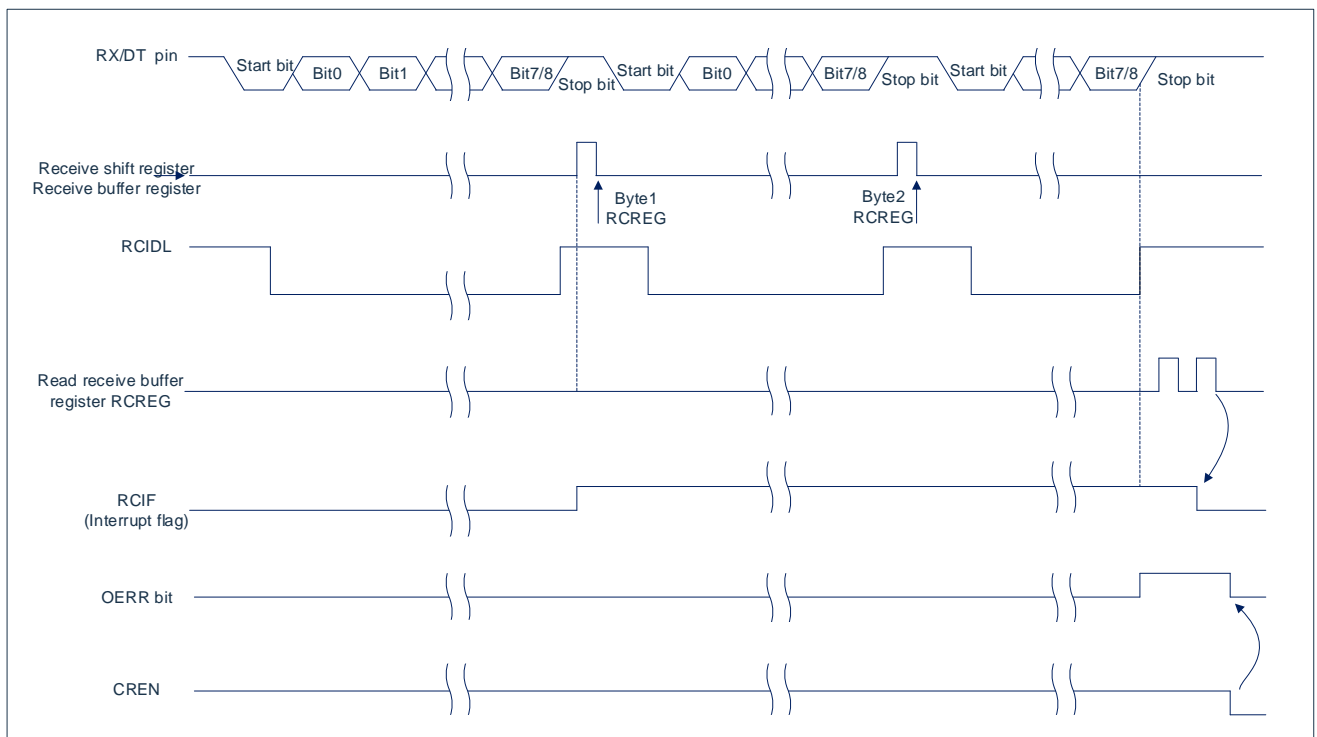 RX/DT pin
Start bit
Bit0
Bit1
Bit7/8
Stop bit
Start bit
Bit0
Bit7/8
Stop bit
Start bit
Bit7/8
Stop bit
Receive shift register
Receive buffer register
Byte1
RCREG
Byte2
RCREG
RCIDL
Read receive buffer
register RCREG
RCIF
(Interrupt flag)
OERR bit
CREN